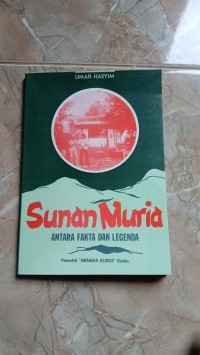 UMAR HASYIM
Sunan Muria
ANTARA FAKTA DAN LEGENDA
Penerbit "MENARA KUDUS" Kudus